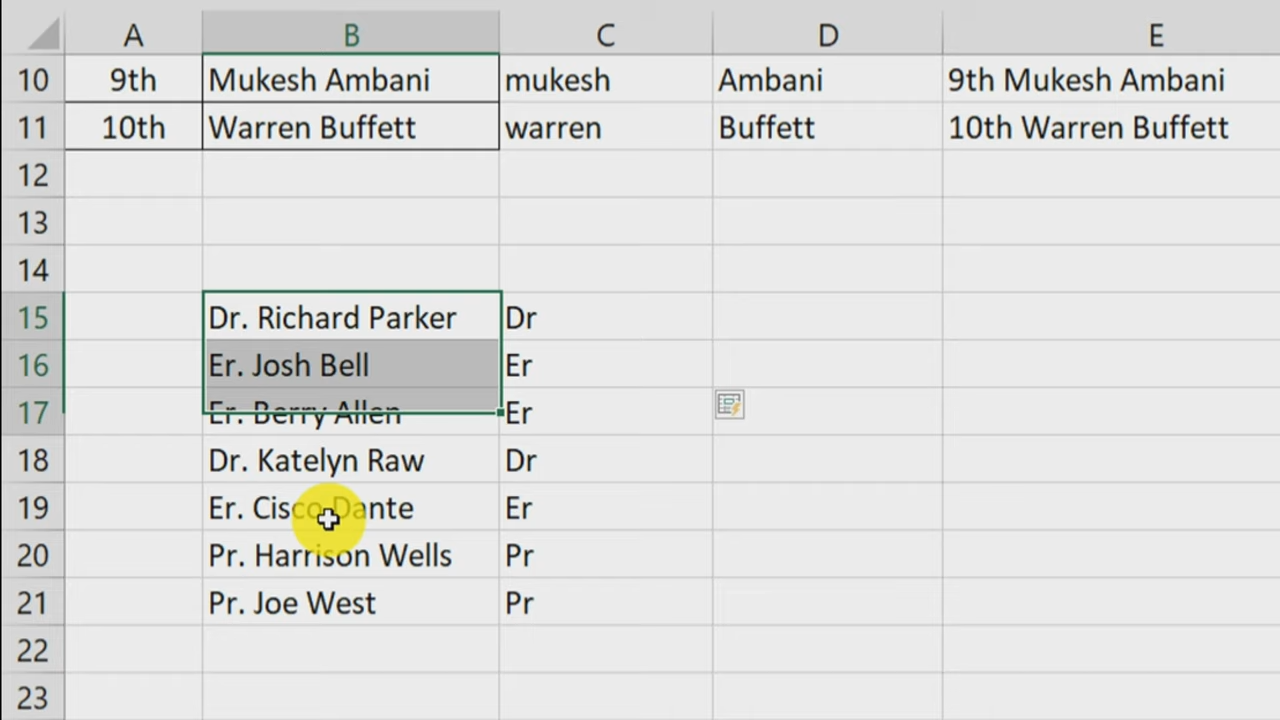 A B C D E
10 9th Mukesh Ambani mukesh Ambani 9th Mukesh Ambani
11 10th Warren Buffett warren Buffett 10th Warren Buffett
12
13
14
15 Dr. Richard Parker Dr
16 Er. Josh Bell Er
17 Er. Berry Allen Er
18 Dr. Katelyn Raw Dr
19 Er. Cisco Dante Er
20 Pr. Harrison Wells Pr
21 Pr. Joe West Pr
22
23